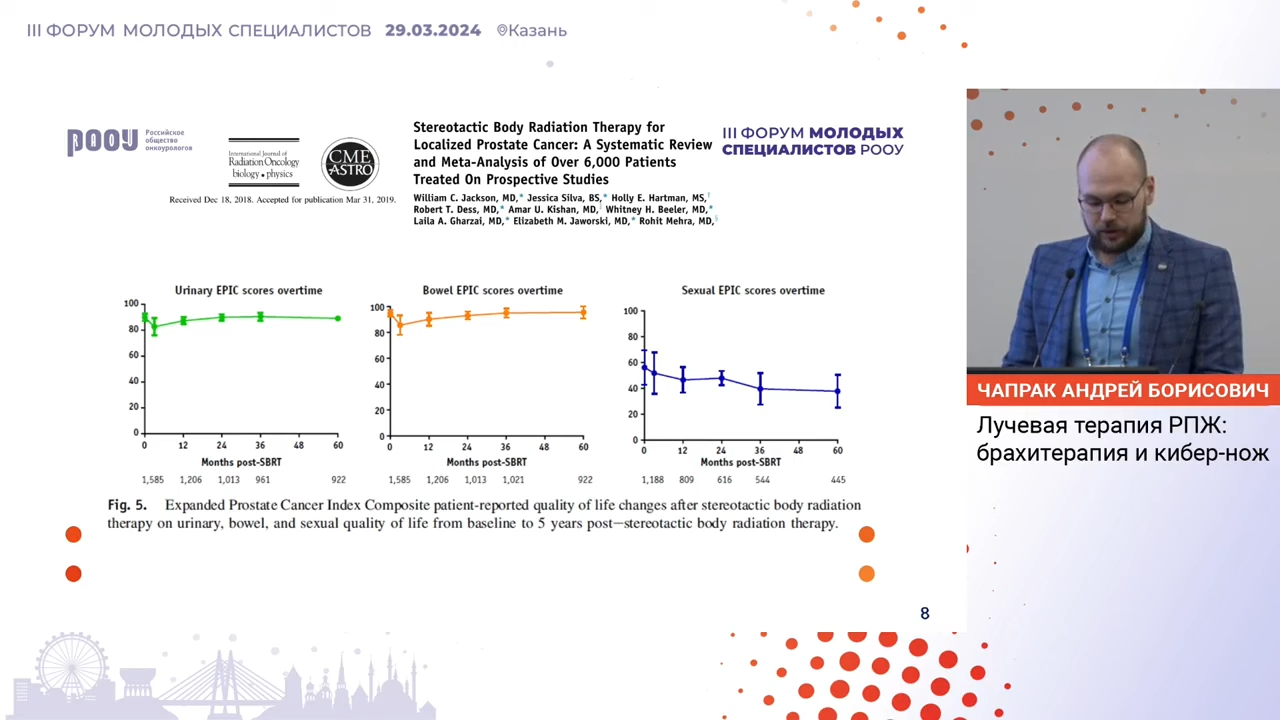 III ФОРУМ МОЛОДЫХ СПЕЦИАЛИСТОВ 29.03.2024 Казань
РООУ Российское
общество
онкоурологов
International Journal of
Radiation Oncology
biology • physics
CME
ASTRO
Received Dec 18, 2018. Accepted for publication Mar 31, 2019.
Stereotactic Body Radiation Therapy for
Localized Prostate Cancer: A Systematic Review
and Meta-Analysis of Over 6,000 Patients
Treated On Prospective Studies
William C. Jackson, MD,* Jessica Silva, BS,* Holly E. Hartman, MS,†
Robert T. Dess, MD,* Amar U. Kishan, MD,‡ Whitney H. Beeler, MD,*
Laila A. Gharzai, MD,* Elizabeth M. Jaworski, MD,* Rohit Mehra, MD,§
III ФОРУМ МОЛОДЫХ
СПЕЦИАЛИСТОВ РООУ
Urinary EPIC scores overtime
100
80
60
40
20
0
0 12 24 36 48 60
Months post-SBRT
1,585 1,206 1,013 961 922
Bowel EPIC scores overtime
100
80
60
40
20
0
0 12 24 36 48 60
Months post-SBRT
1,585 1,206 1,013 1,021 922
Sexual EPIC scores overtime
100
80
60
40
20
0
0 12 24 36 48 60
Months post-SBRT
1,188 809 616 544 445
Fig. 5. Expanded Prostate Cancer Index Composite patient-reported quality of life changes after stereotactic body radiation
therapy on urinary, bowel, and sexual quality of life from baseline to 5 years post—stereotactic body radiation therapy.
8
ЧАПРАК АНДРЕЙ БОРИСОВИЧ
Лучевая терапия РПЖ:
брахитерапия и кибер-нож